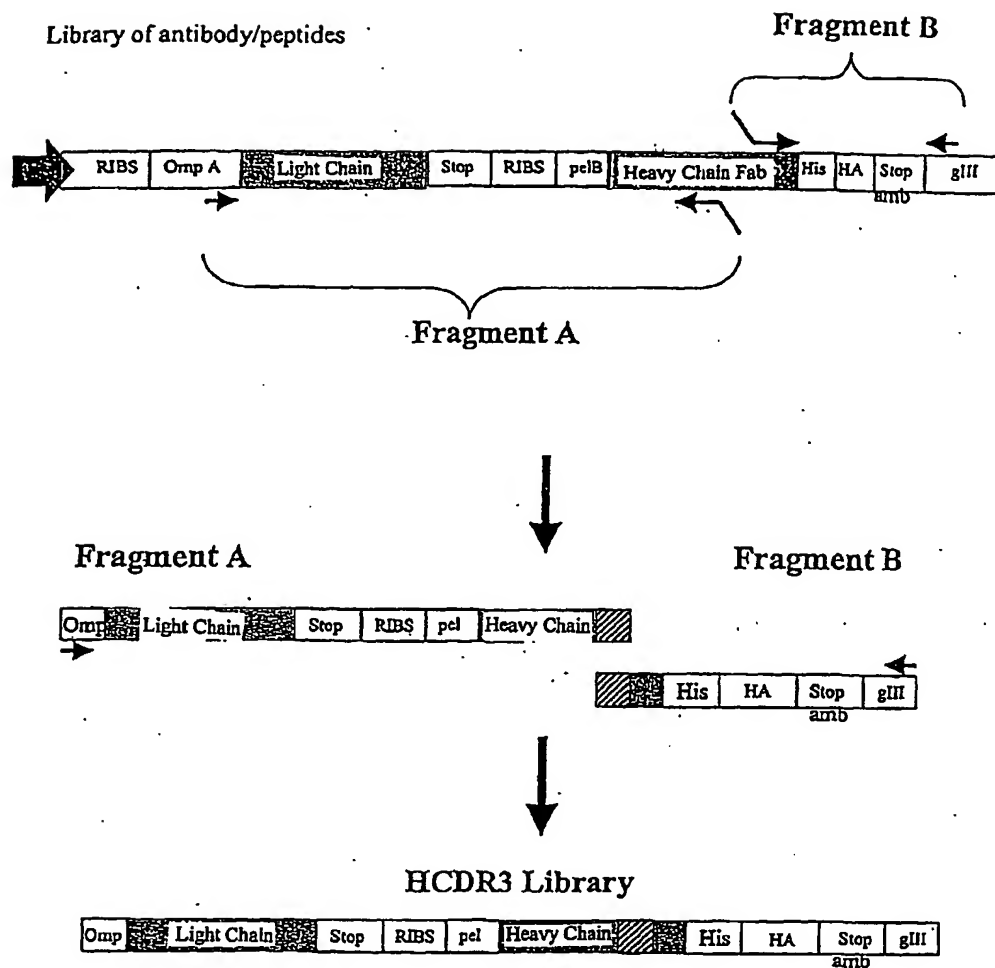 Library of antibody/peptides
Fragment B
RIBS Omp A Light Chain Stop RIBS pelB Heavy Chain Fab His HA Stop gIII
amb
Fragment A
Fragment A
Fragment B
Omp Light Chain Stop RIBS pel Heavy Chain
His HA Stop gIII
amb
HCDR3 Library
Omp Light Chain Stop RIBS pel Heavy Chain His HA Stop gIII
amb